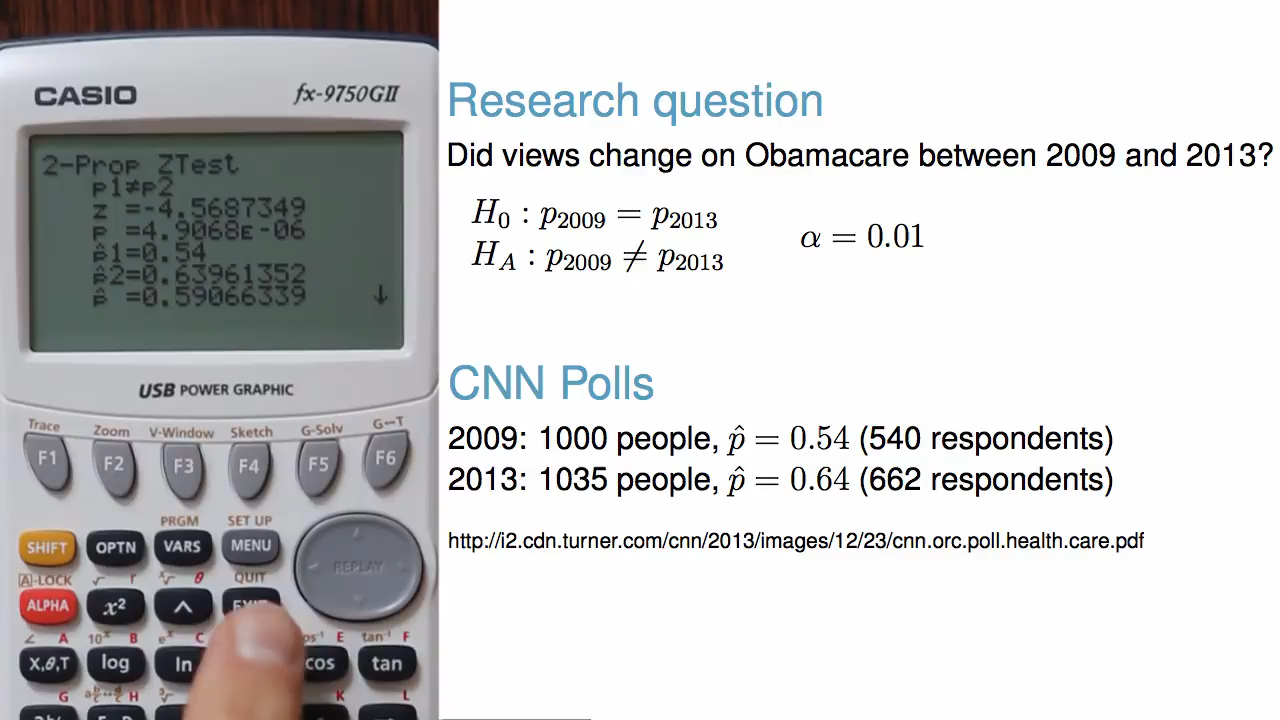 CASIO
fx-9750GII
2-Prop ZTest
p1≠p2
z =-4.5687349
p =4.9068E-06
p̂1=0.54
p̂2=0.63961352
p̂ =0.59066339
USB POWER GRAPHIC
Trace Zoom V-Window Sketch G-Solv G↔T
F1 F2 F3 F4 F5 F6
PRGM SET UP
SHIFT OPTN VARS MENU
REPLAY
A-LOCK √ r θ QUIT
ALPHA x² ^
∠ A 10ˣ B eˣ C E tan⁻¹ F
X,θ,T log ln cos tan
G H K L
Research question
Did views change on Obamacare between 2009 and 2013?
H₀ : p₂₀₀₉ = p₂₀₁₃
H_A : p₂₀₀₉ ≠ p₂₀₁₃
α = 0.01
CNN Polls
2009: 1000 people, p̂ = 0.54 (540 respondents)
2013: 1035 people, p̂ = 0.64 (662 respondents)
http://i2.cdn.turner.com/cnn/2013/images/12/23/cnn.orc.poll.health.care.pdf